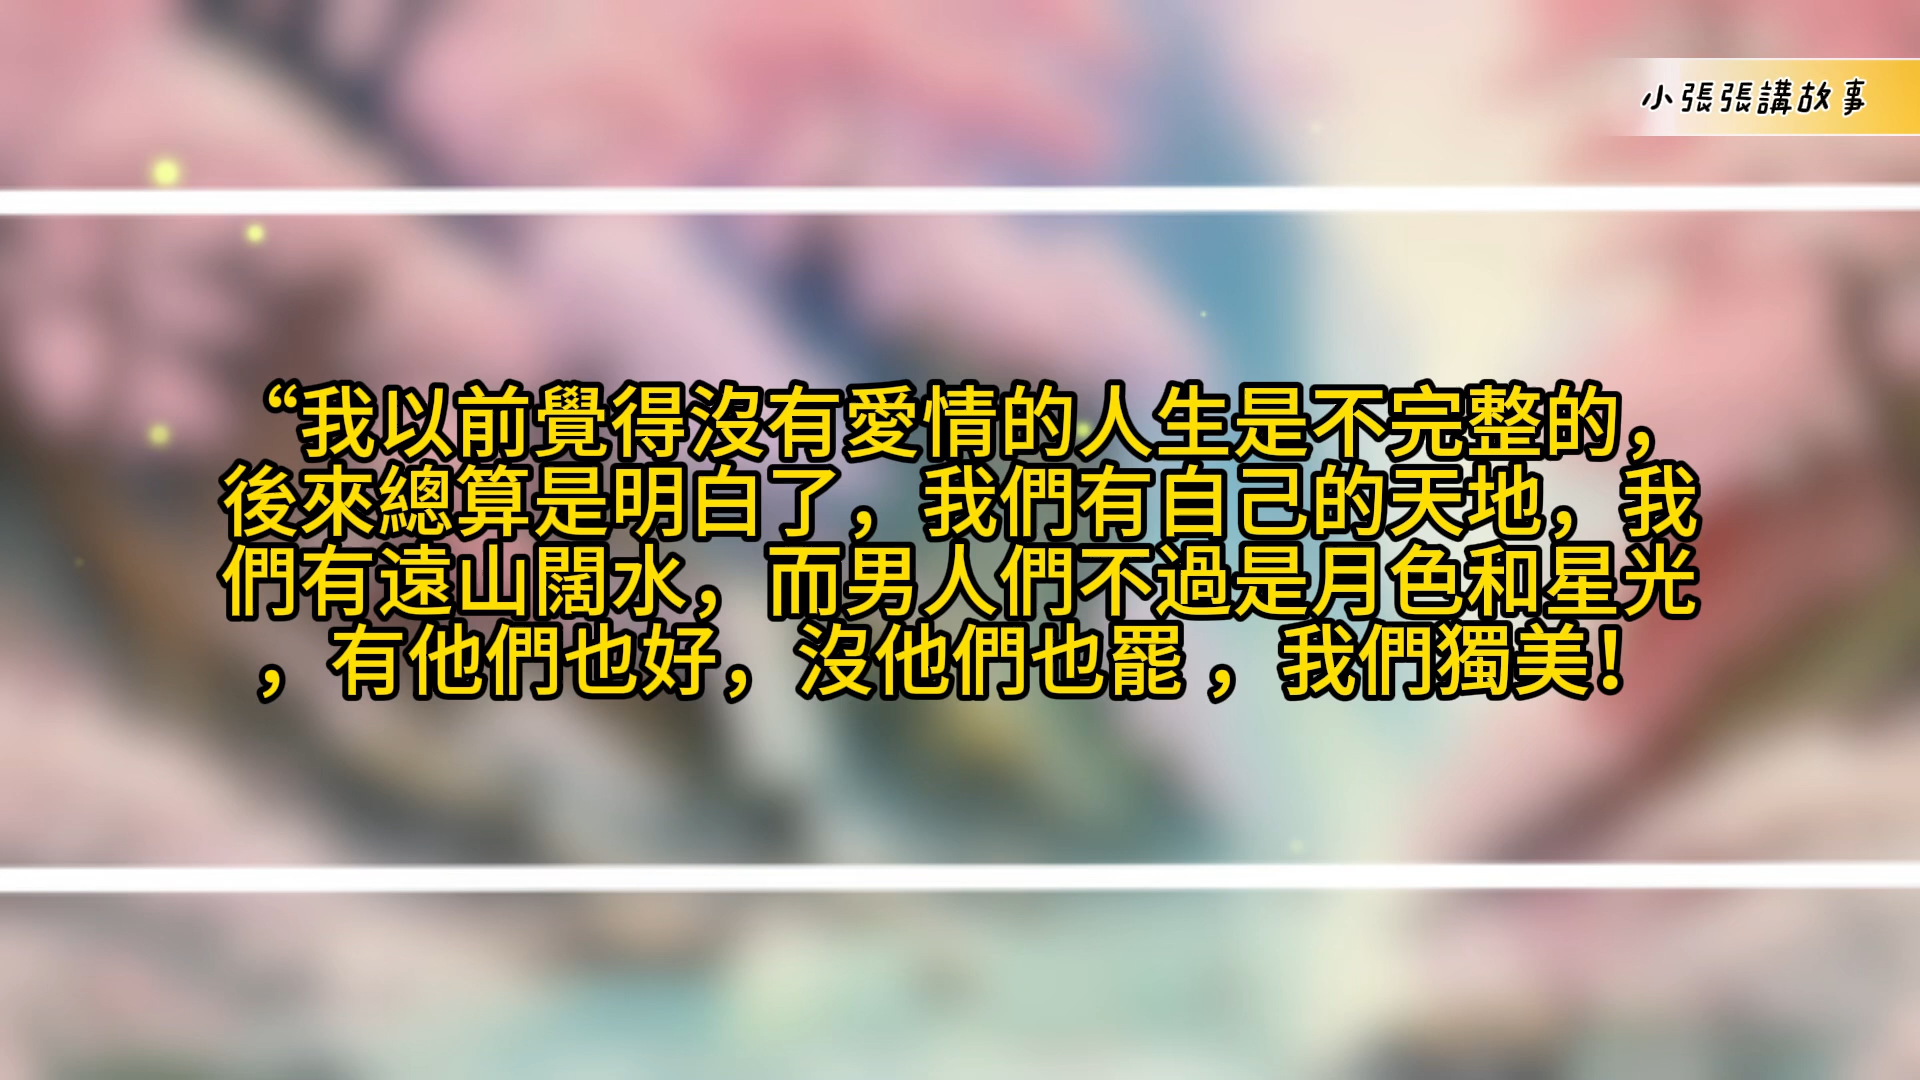 小張張講故事
“我以前覺得沒有愛情的人生是不完整的，
後來總算是明白了，我們有自己的天地，我
們有遠山闊水，而男人們不過是月色和星光
，有他們也好，沒他們也罷 ，我們獨美！